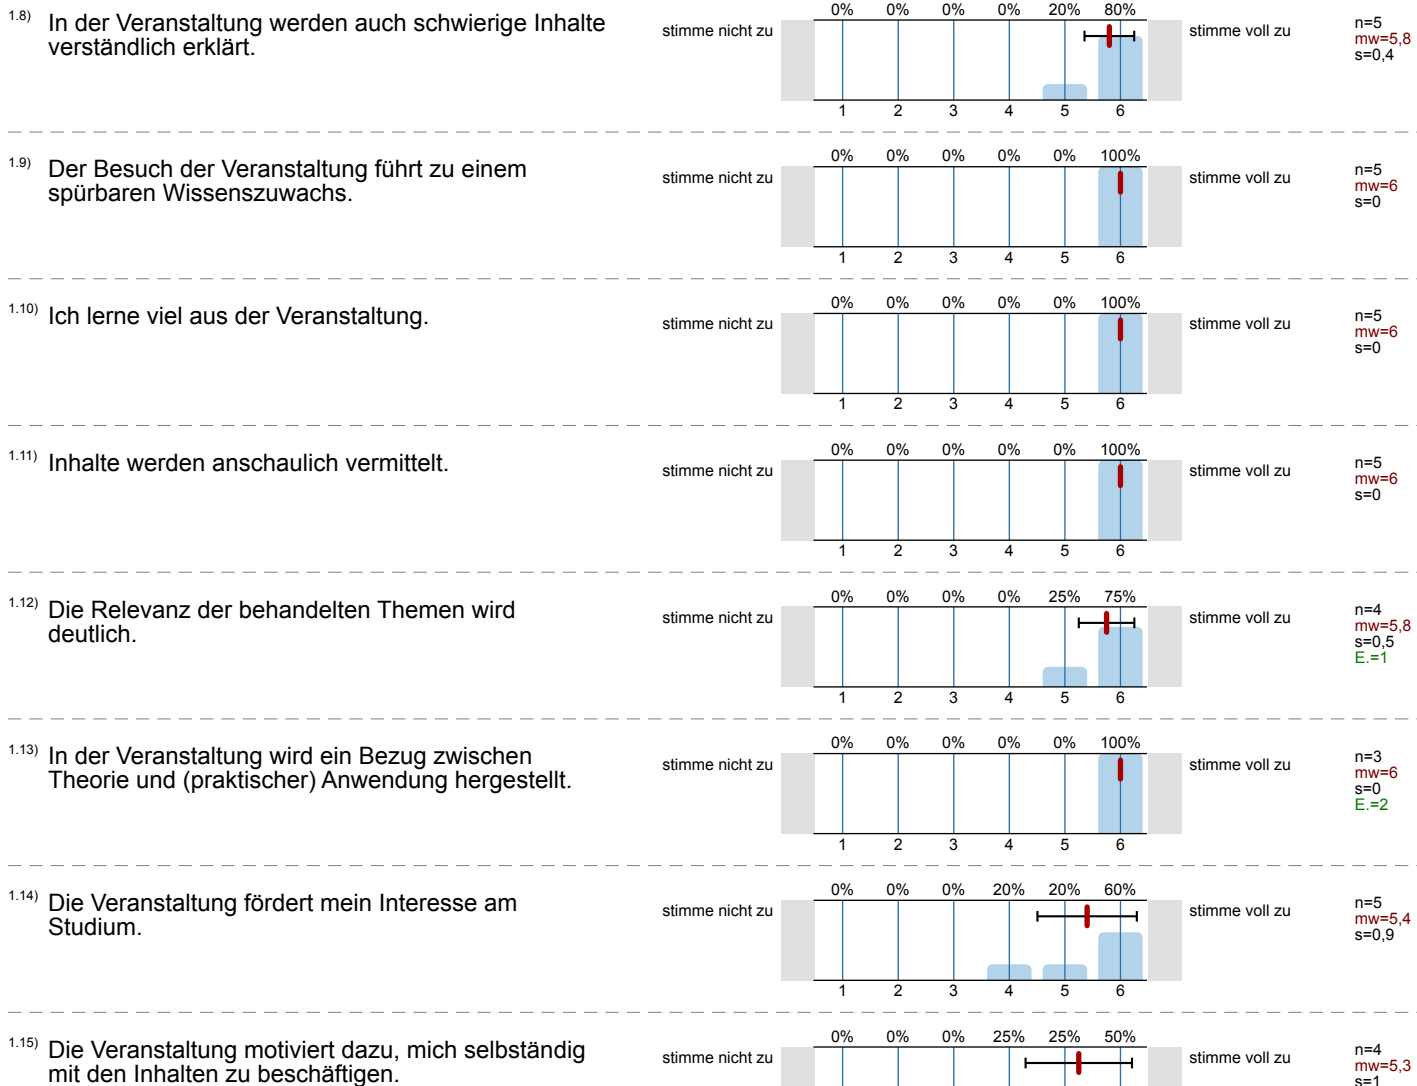 1.8) In der Veranstaltung werden auch schwierige Inhalte
verständlich erklärt.
stimme nicht zu
0% 0% 0% 0% 20% 80%
1 2 3 4 5 6
stimme voll zu
n=5
mw=5,8
s=0,4
1.9) Der Besuch der Veranstaltung führt zu einem
spürbaren Wissenszuwachs.
stimme nicht zu
0% 0% 0% 0% 0% 100%
1 2 3 4 5 6
stimme voll zu
n=5
mw=6
s=0
1.10) Ich lerne viel aus der Veranstaltung.
stimme nicht zu
0% 0% 0% 0% 0% 100%
1 2 3 4 5 6
stimme voll zu
n=5
mw=6
s=0
1.11) Inhalte werden anschaulich vermittelt.
stimme nicht zu
0% 0% 0% 0% 0% 100%
1 2 3 4 5 6
stimme voll zu
n=5
mw=6
s=0
1.12) Die Relevanz der behandelten Themen wird
deutlich.
stimme nicht zu
0% 0% 0% 0% 25% 75%
1 2 3 4 5 6
stimme voll zu
n=4
mw=5,8
s=0,5
E.=1
1.13) In der Veranstaltung wird ein Bezug zwischen
Theorie und (praktischer) Anwendung hergestellt.
stimme nicht zu
0% 0% 0% 0% 0% 100%
1 2 3 4 5 6
stimme voll zu
n=3
mw=6
s=0
E.=2
1.14) Die Veranstaltung fördert mein Interesse am
Studium.
stimme nicht zu
0% 0% 0% 20% 20% 60%
1 2 3 4 5 6
stimme voll zu
n=5
mw=5,4
s=0,9
1.15) Die Veranstaltung motiviert dazu, mich selbständig
mit den Inhalten zu beschäftigen.
stimme nicht zu
0% 0% 0% 25% 25% 50%
stimme voll zu
n=4
mw=5,3
s=1